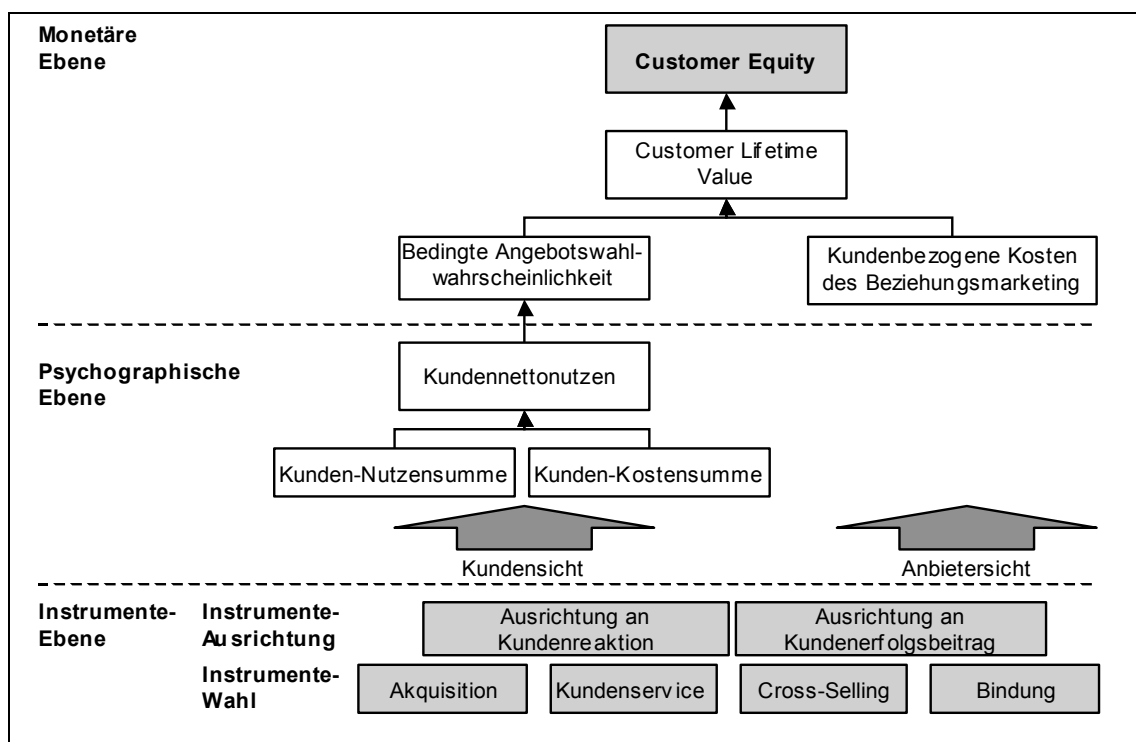 Monetäre
Ebene
Customer Equity
Customer Lifetime
Value
Bedingte Angebotswahl-
wahrscheinlichkeit
Kundenbezogene Kosten
des Beziehungsmarketing
Psychographische
Ebene
Kundennettonutzen
Kunden-Nutzensumme
Kunden-Kostensumme
Kundensicht
Anbietersicht
Instrumente-
Ebene
Instrumente-
Ausrichtung
Ausrichtung an
Kundenreaktion
Ausrichtung an
Kundenerfolgsbeitrag
Instrumente-
Wahl
Akquisition
Kundenservice
Cross-Selling
Bindung